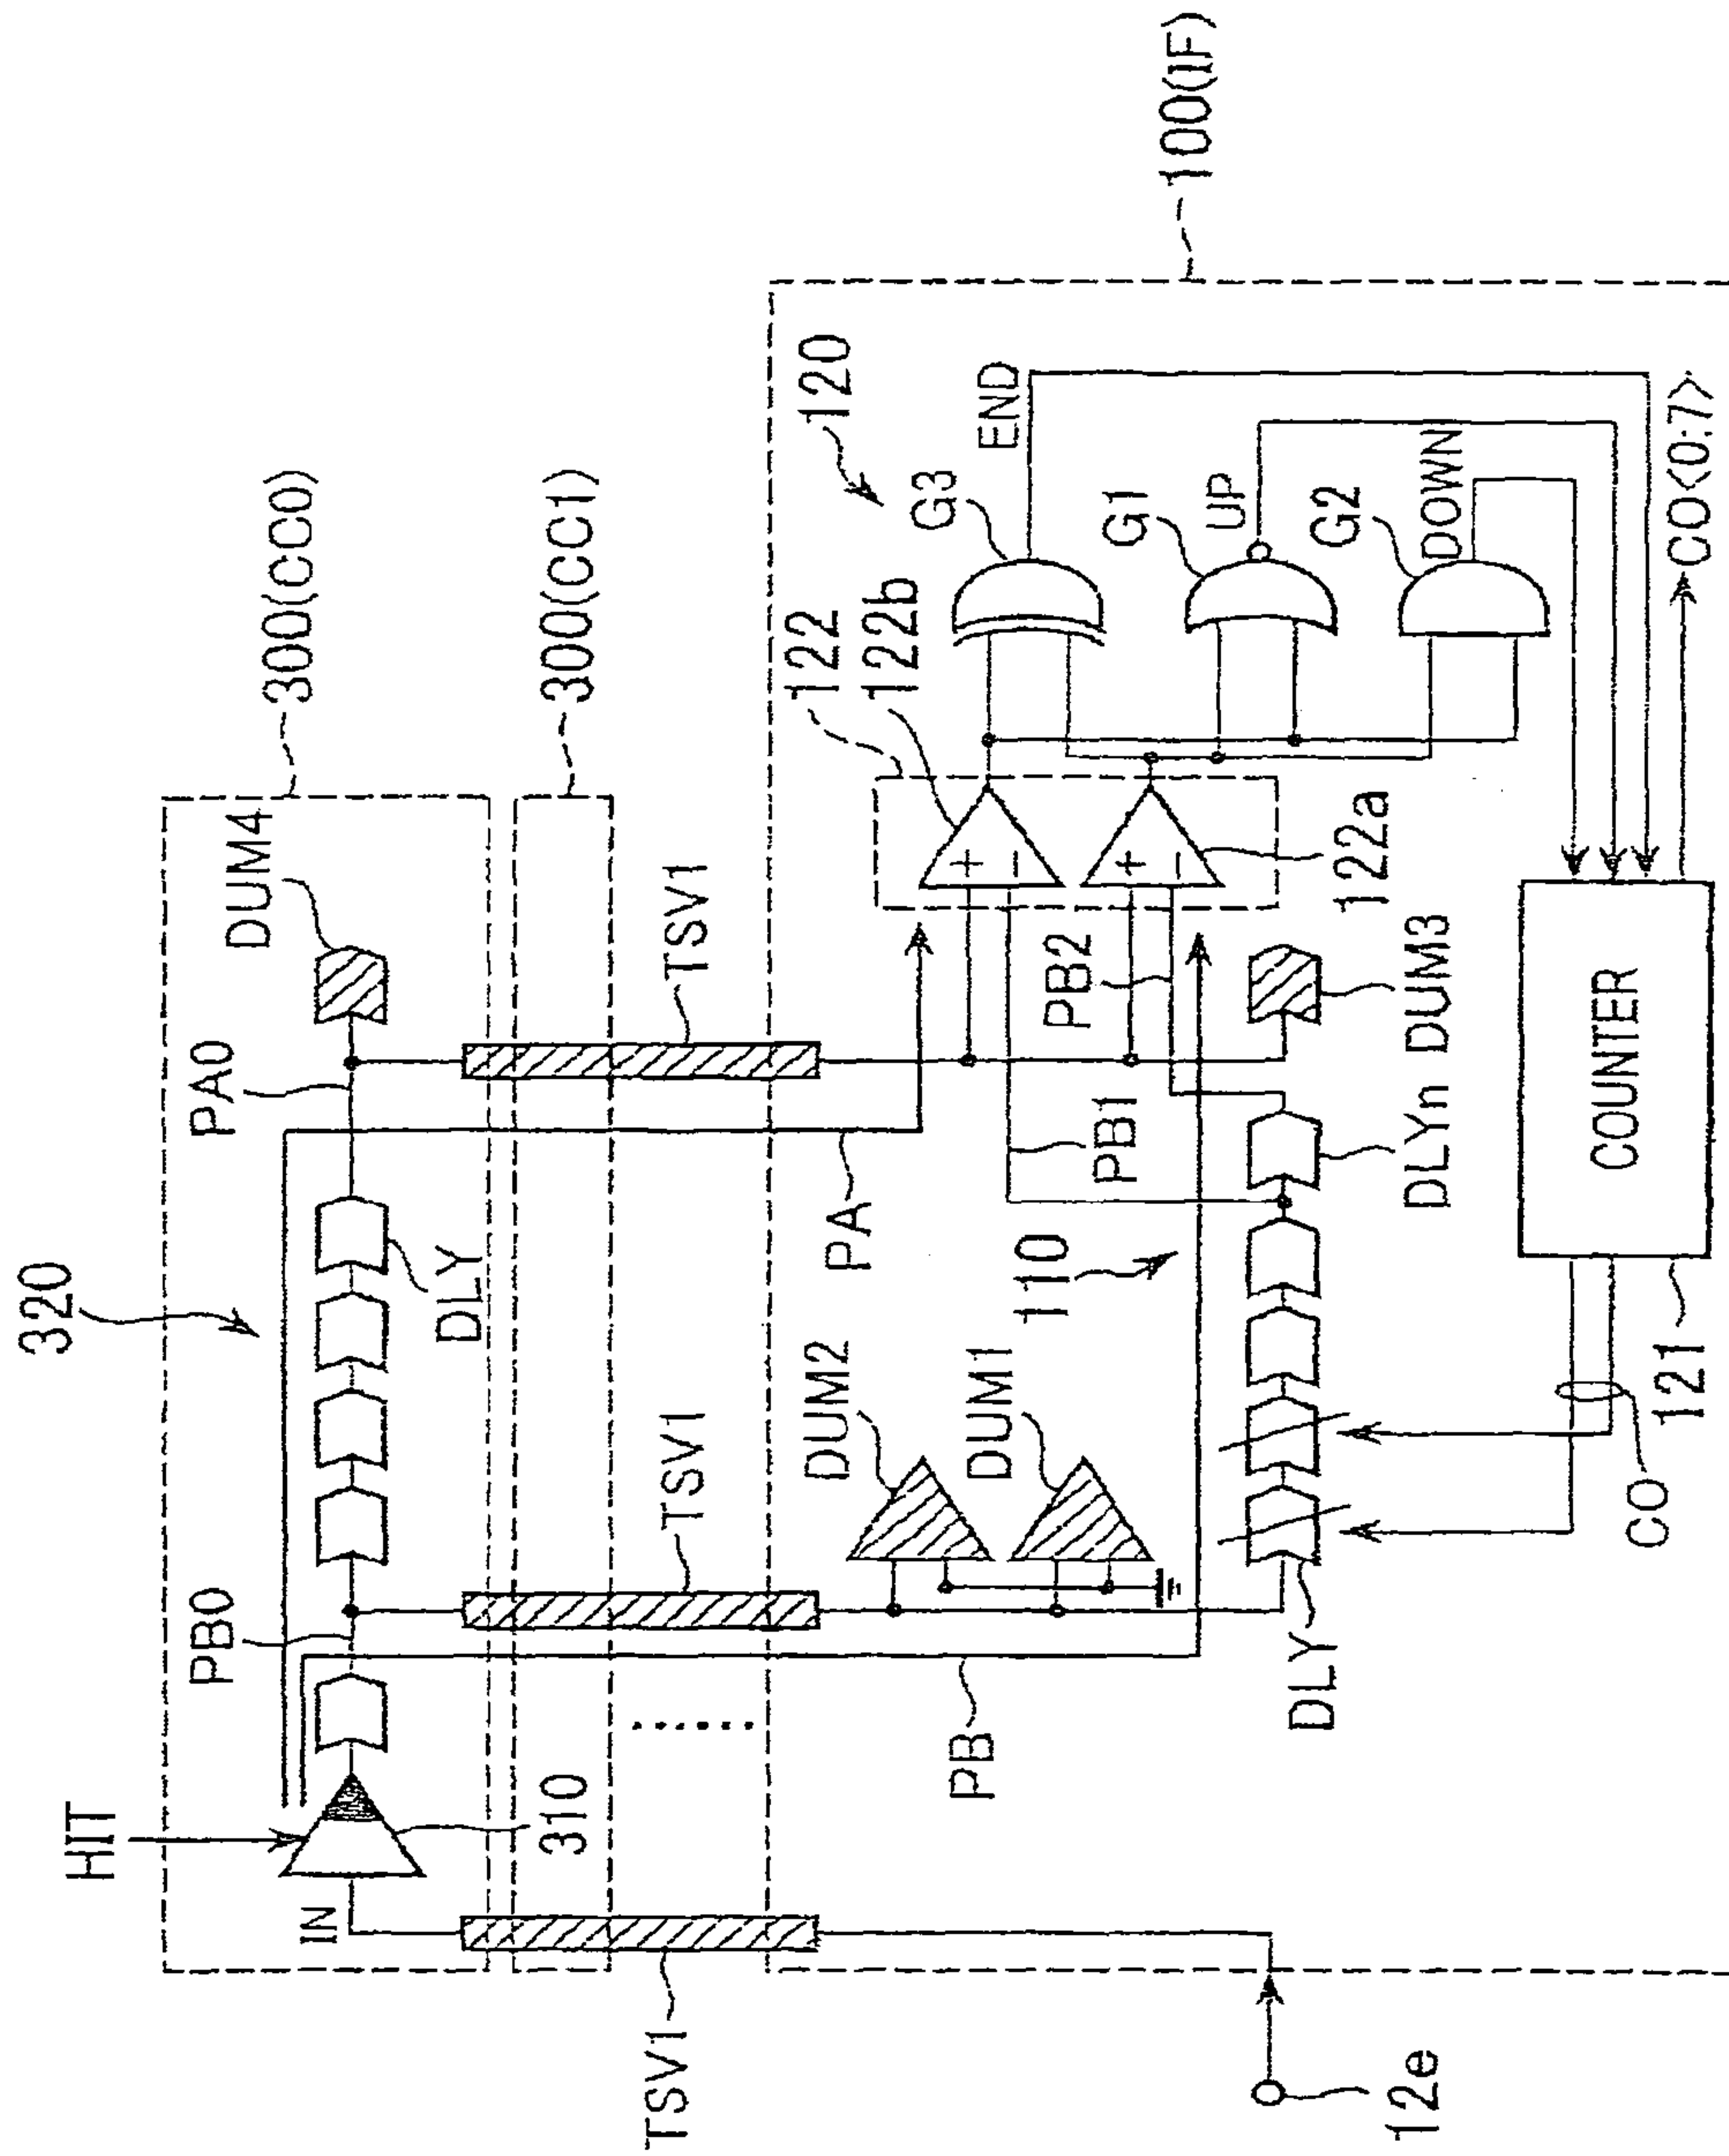 320
HIT
PB0
PA0
DUM4
300(CC0)
IN
310
DLY
300(CC1)
TSV1
TSV1
TSV1
100(IF)
120
122
122b
G3
END
G1
UP
G2
DOWN
122a
+
−
+
−
PA
PB
PB1
PB2
110
DUM2
DUM1
DLY
DLYn
DUM3
COUNTER
CO<0:7>
CO
121
12e